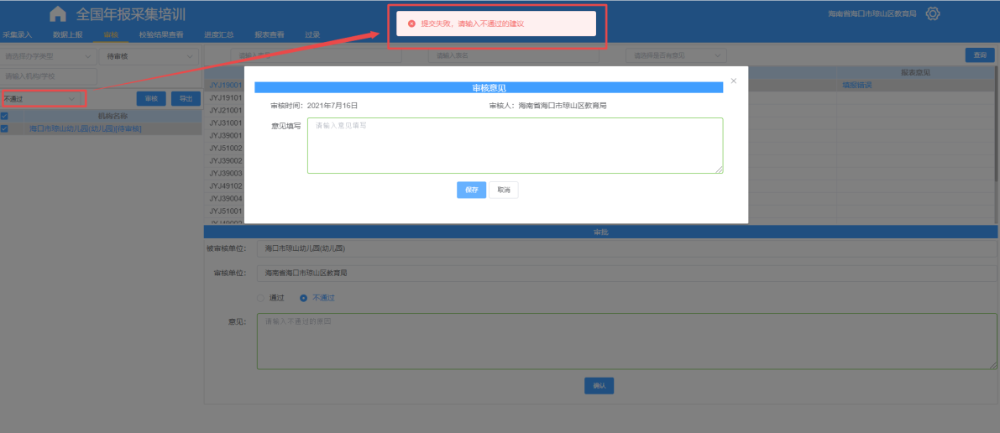 全国年报采集培训
提交失败，请输入不通过的建议
海南省海口市琼山区教育局
采集录入 数据上报 审核 校验结果查看 进度汇总 报表查看 过录
请选择办学类型 待审核 请输入表名 请选择是否有意见 查询
请输入机构/学校
报表意见
不通过 审核 导出
机构名称
海口市琼山幼儿园(幼儿园)[待审核]
JYJ19001 填报错误
JYJ19101
JYJ21001
JYJ31001
JYJ39001
JYJ51002
JYJ39002
JYJ39003
JYJ49102
JYJ39004
JYJ51001
审核意见
审核时间：2021年7月16日 审核人：海南省海口市琼山区教育局
意见填写 请输入意见填写
保存 取消
审批
被审核单位： 海口市琼山幼儿园(幼儿园)
审核单位： 海南省海口市琼山区教育局
通过 不通过
意见： 请输入不通过的原因
确认